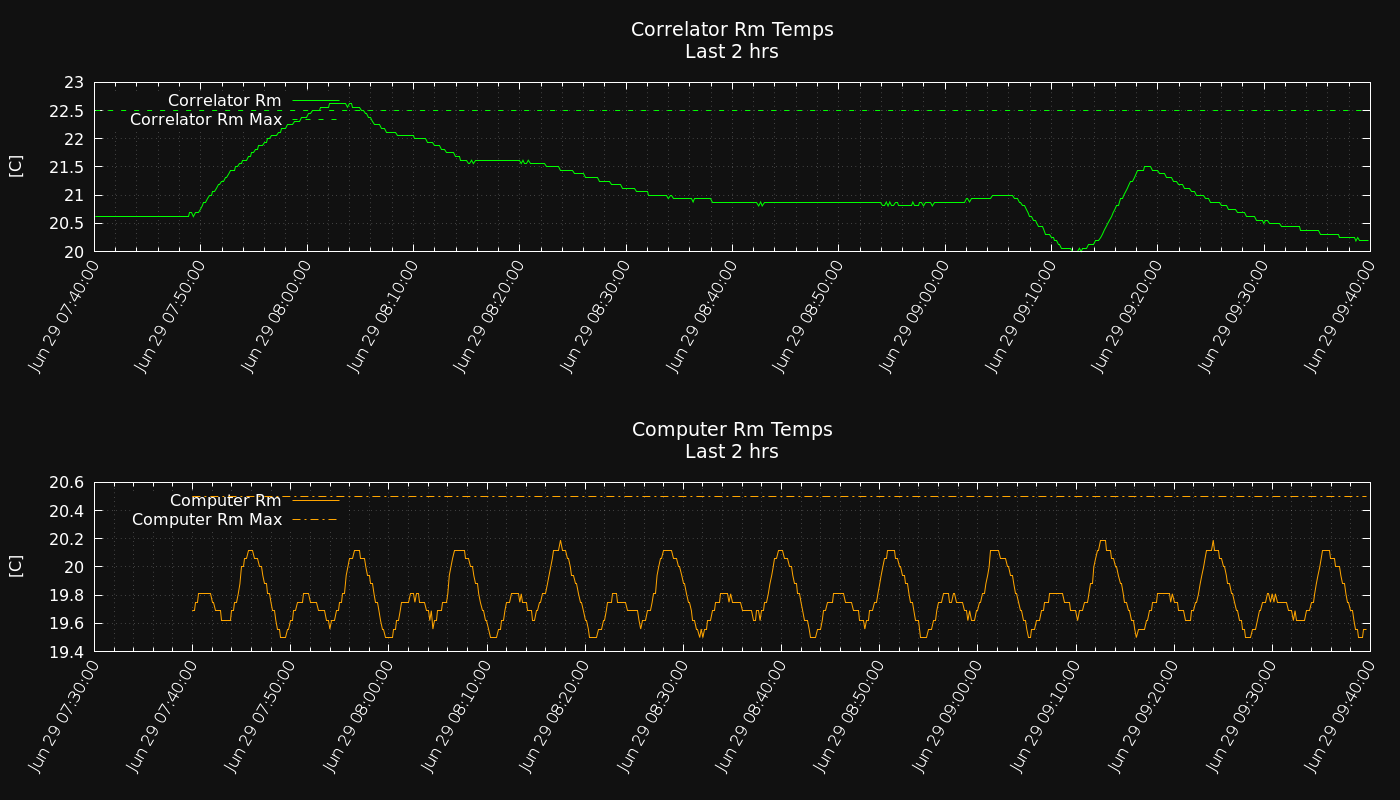 Correlator Rm Temps
Last 2 hrs
23
22.5
22
21.5
21
20.5
20
[C]
Correlator Rm
Correlator Rm Max
Jun 29 07:40:00
Jun 29 07:50:00
Jun 29 08:00:00
Jun 29 08:10:00
Jun 29 08:20:00
Jun 29 08:30:00
Jun 29 08:40:00
Jun 29 08:50:00
Jun 29 09:00:00
Jun 29 09:10:00
Jun 29 09:20:00
Jun 29 09:30:00
Jun 29 09:40:00
Computer Rm Temps
Last 2 hrs
20.6
20.4
20.2
20
19.8
19.6
19.4
[C]
Computer Rm
Computer Rm Max
Jun 29 07:30:00
Jun 29 07:40:00
Jun 29 07:50:00
Jun 29 08:00:00
Jun 29 08:10:00
Jun 29 08:20:00
Jun 29 08:30:00
Jun 29 08:40:00
Jun 29 08:50:00
Jun 29 09:00:00
Jun 29 09:10:00
Jun 29 09:20:00
Jun 29 09:30:00
Jun 29 09:40:00